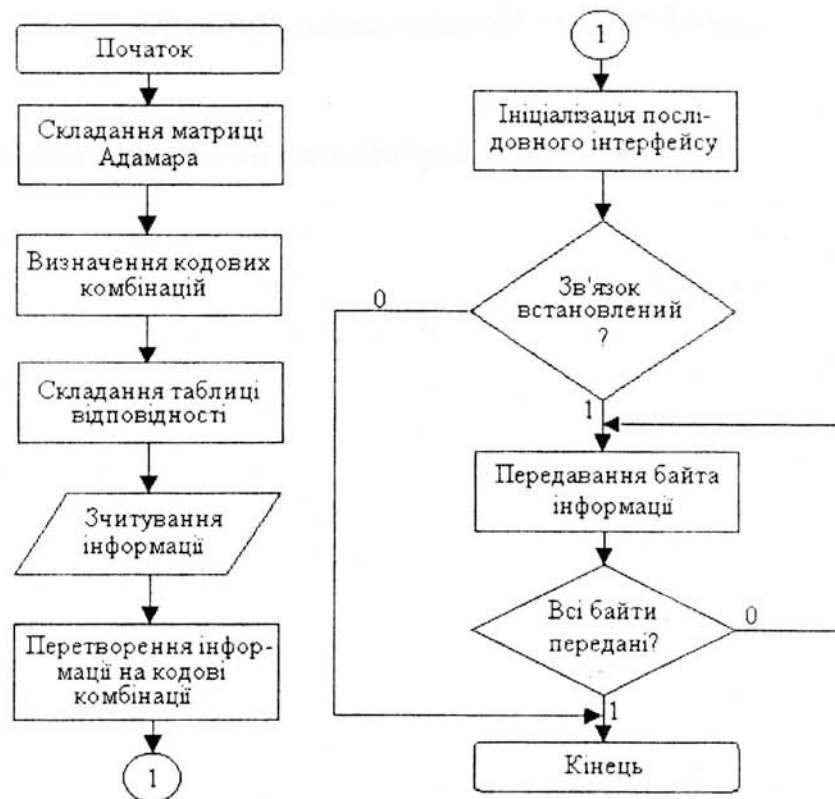 Початок
Складання матриці
Адамара
Визначення кодових
комбінацій
Складання таблиці
відповідності
Зчитування
інформації
Перетворення інфор-
мації на кодові
комбінації
1
1
Ініціалізація послі-
довного інтерфейсу
Зв'язок
встановлений
?
0
1
Передавання байта
інформації
Всі байти
передані?
0
1
Кінець